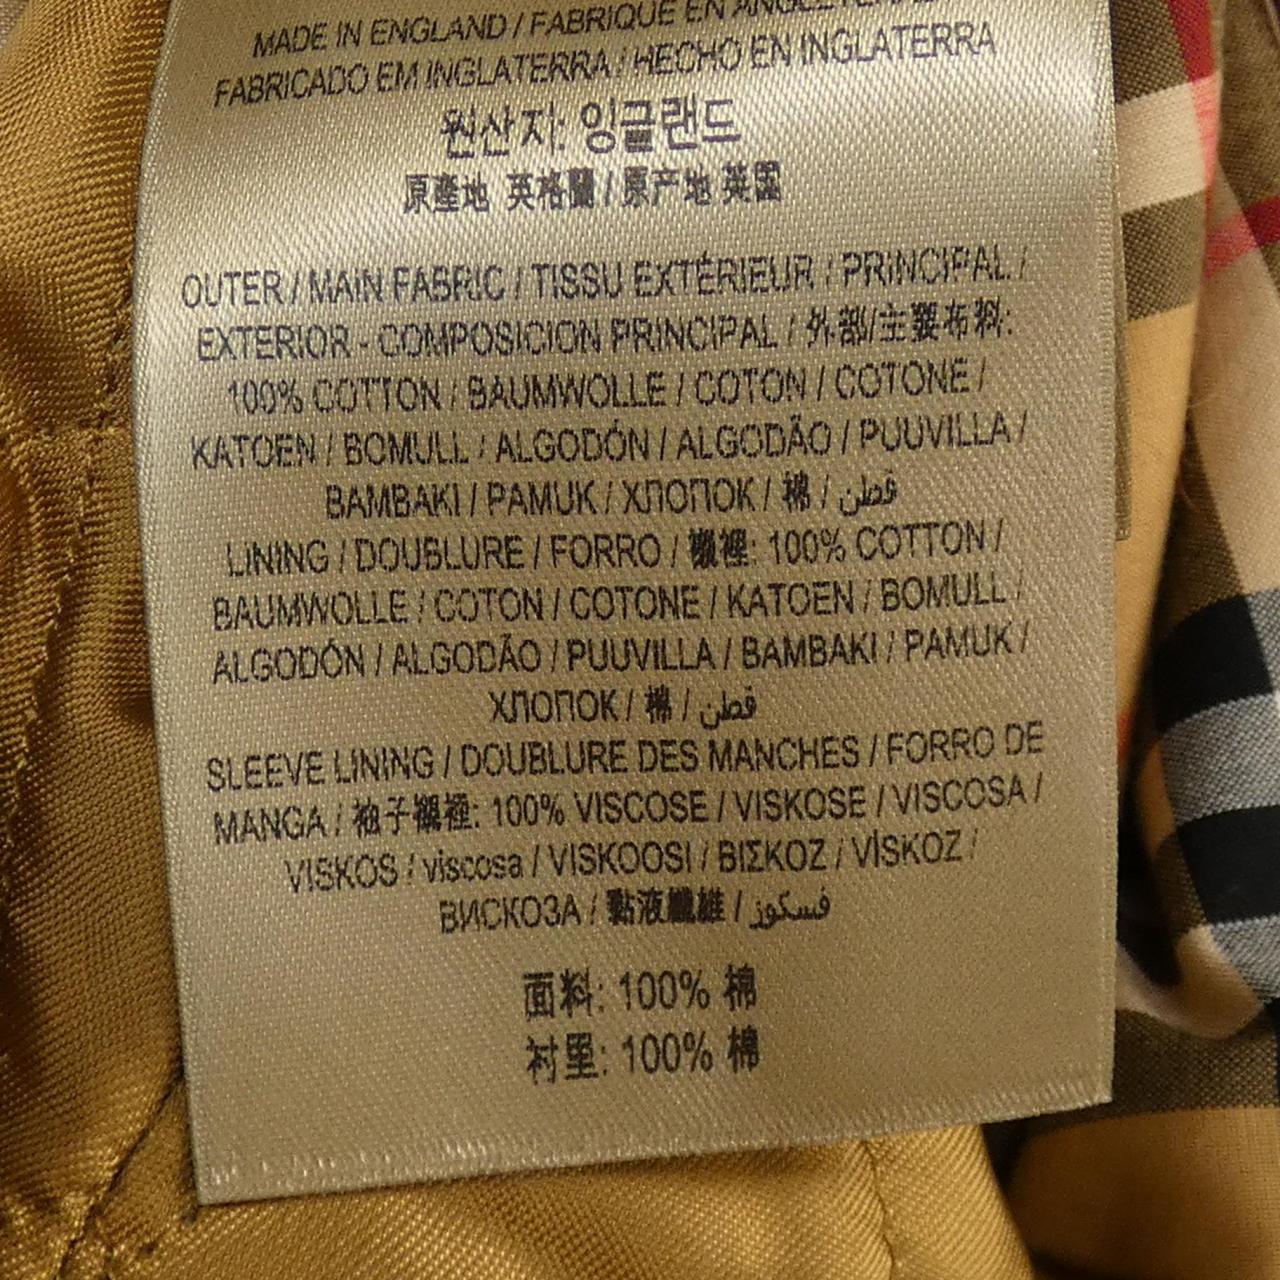 MADE IN ENGLAND / FABRIQUE EN ANGLETERRE
FABRICADO EM INGLATERRA / HECHO EN INGLATERRA
원산지: 잉글랜드
原產地 英格蘭 / 原产地 英国
OUTER / MAIN FABRIC / TISSU EXTÉRIEUR / PRINCIPAL /
EXTERIOR - COMPOSICION PRINCIPAL / 外部/主要布料:
100% COTTON / BAUMWOLLE / COTON / COTONE /
KATOEN / BOMULL / ALGODÓN / ALGODÃO / PUUVILLA /
BAMBAKI / PAMUK / ХЛОПОК / 棉 / قطن
LINING / DOUBLURE / FORRO / 襯裡: 100% COTTON /
BAUMWOLLE / COTON / COTONE / KATOEN / BOMULL /
ALGODÓN / ALGODÃO / PUUVILLA / BAMBAKI / PAMUK /
ХЛОПОК / 棉 / قطن
SLEEVE LINING / DOUBLURE DES MANCHES / FORRO DE
MANGA / 袖子襯裡: 100% VISCOSE / VISKOSE / VISCOSA /
VISKOS / viscosa / VISKOOSI / ΒΙΣΚΟΖ / VİSKOZ /
ВИСКОЗА / 黏液纖維 / فسكوز
面料: 100% 棉
衬里: 100% 棉